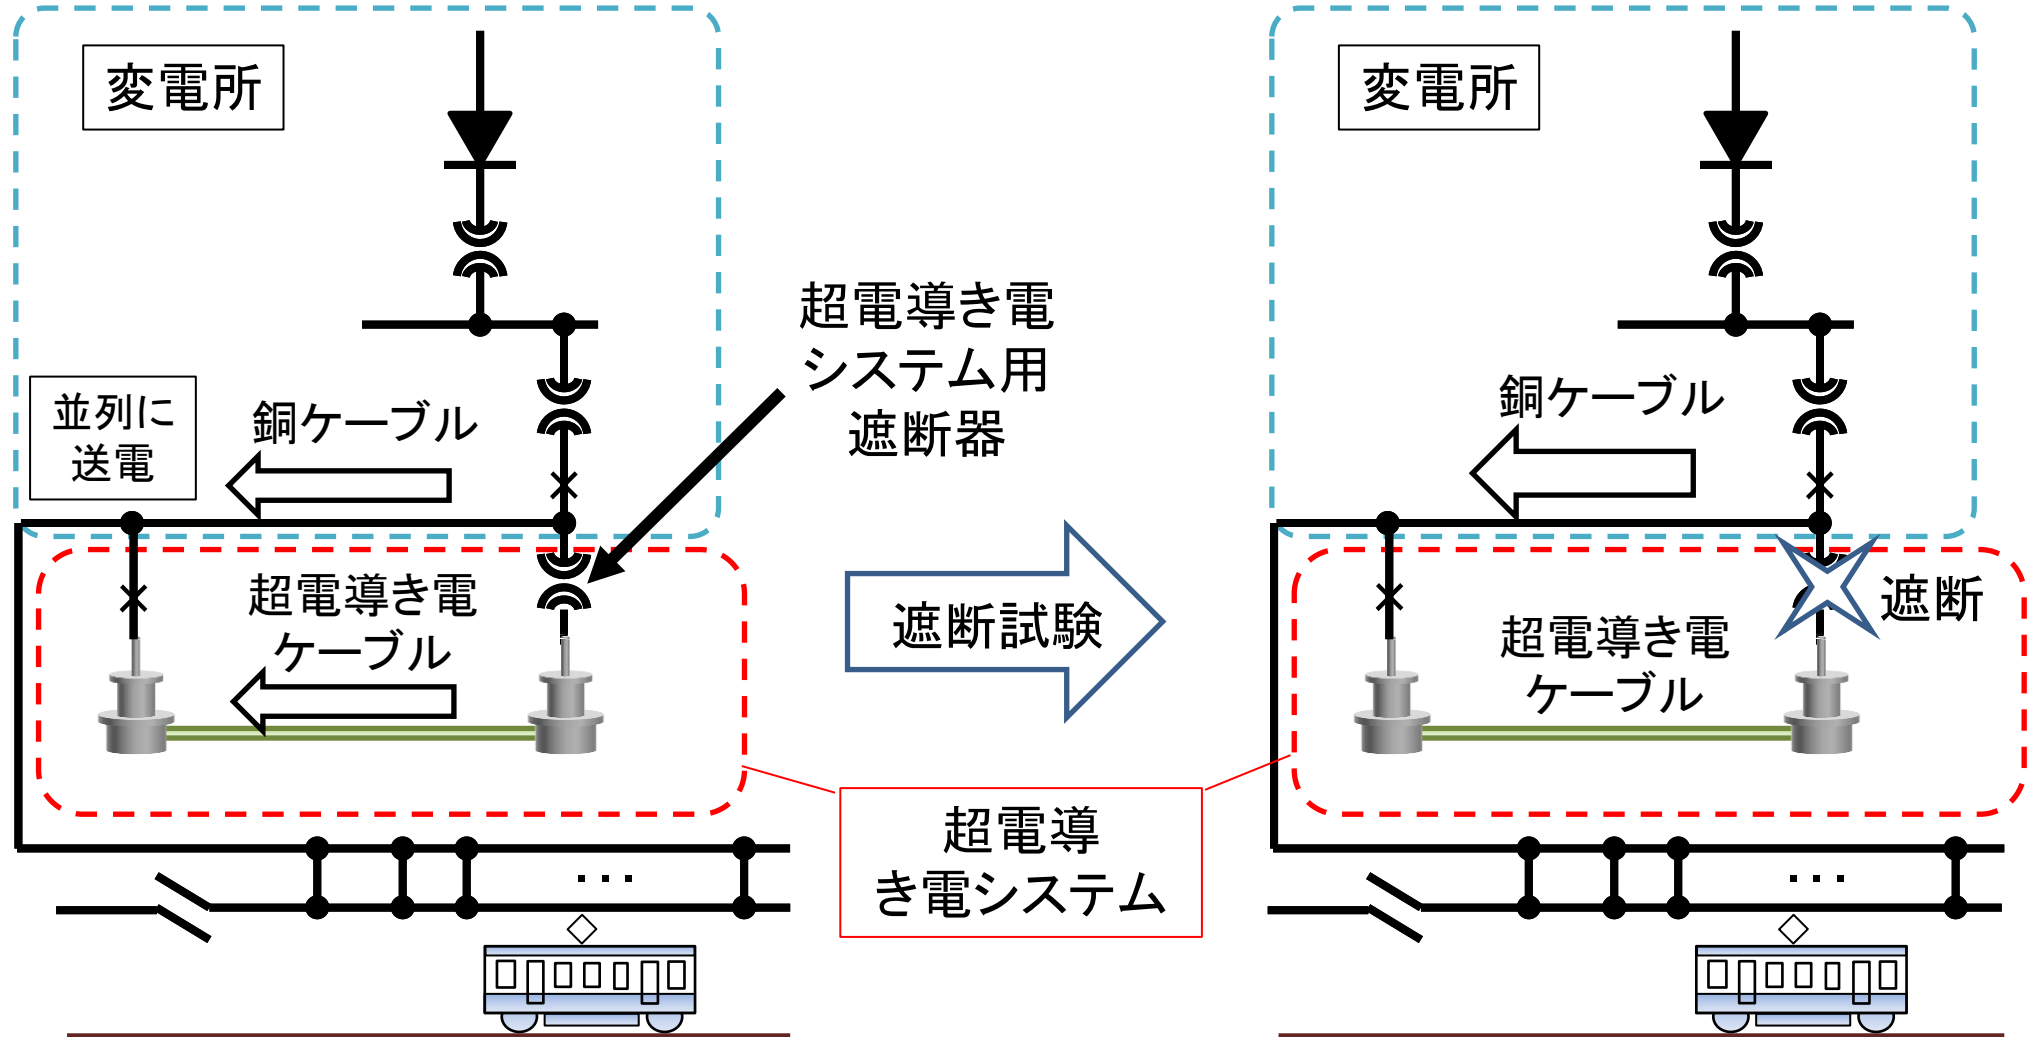 変電所
並列に
送電
銅ケーブル
超電導き電
ケーブル
超電導き電
システム用
遮断器
遮断試験
超電導
き電システム
変電所
銅ケーブル
遮断
超電導き電
ケーブル